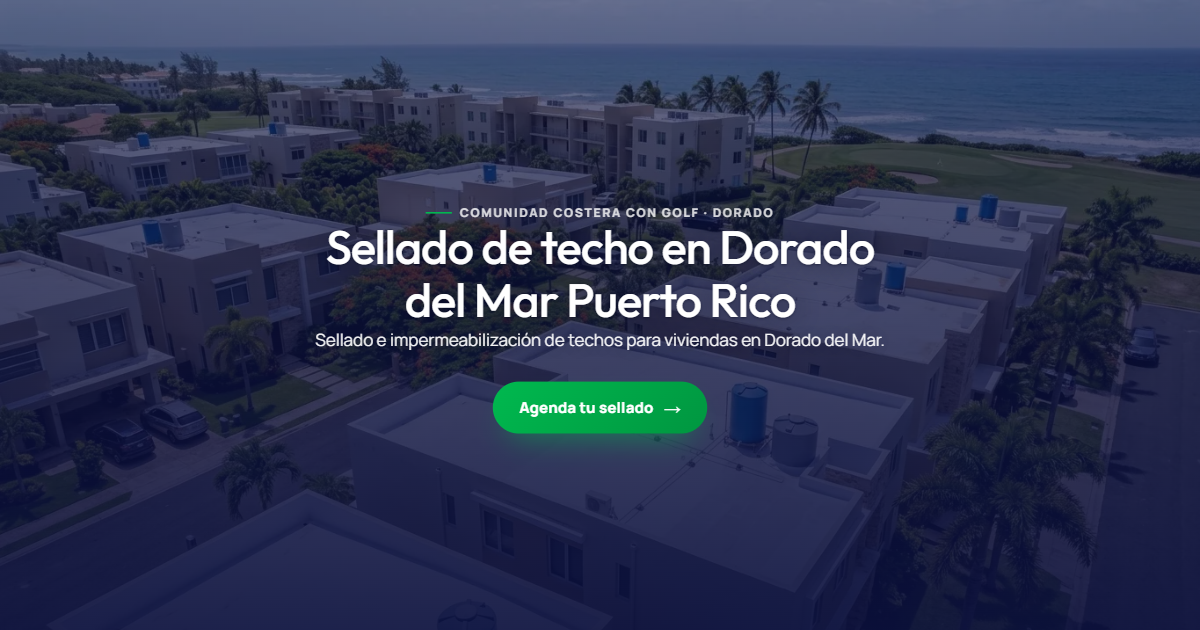 COMUNIDAD COSTERA CON GOLF · DORADO
Sellado de techo en Dorado
del Mar Puerto Rico
Sellado e impermeabilización de techos para viviendas en Dorado del Mar.
Agenda tu sellado →